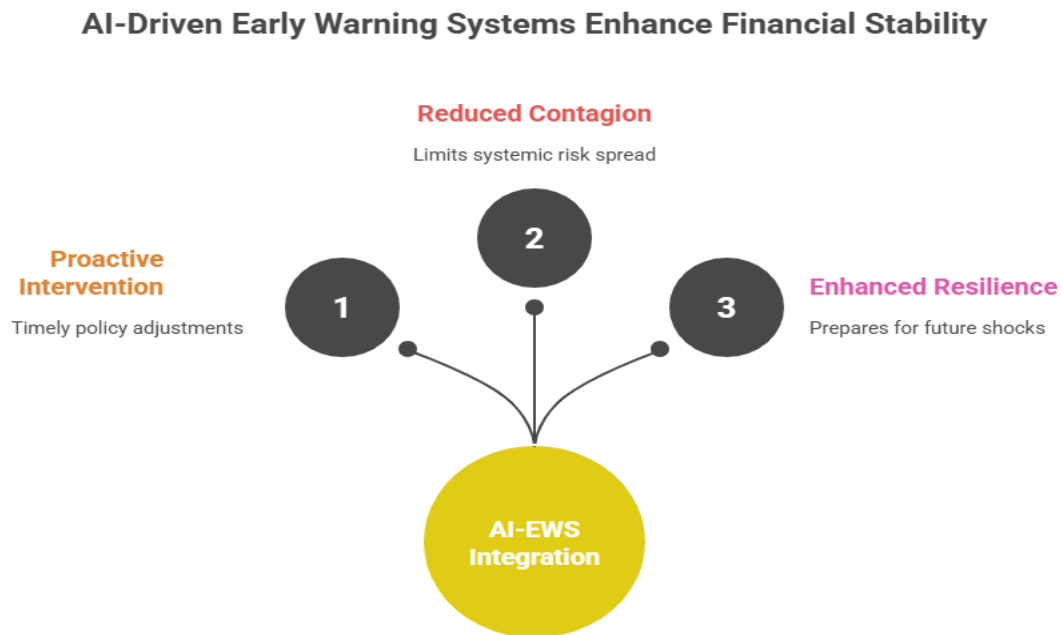 AI-Driven Early Warning Systems Enhance Financial Stability
Reduced Contagion
Limits systemic risk spread
2
Proactive
Intervention
Timely policy adjustments
1
3
Enhanced Resilience
Prepares for future shocks
AI-EWS
Integration